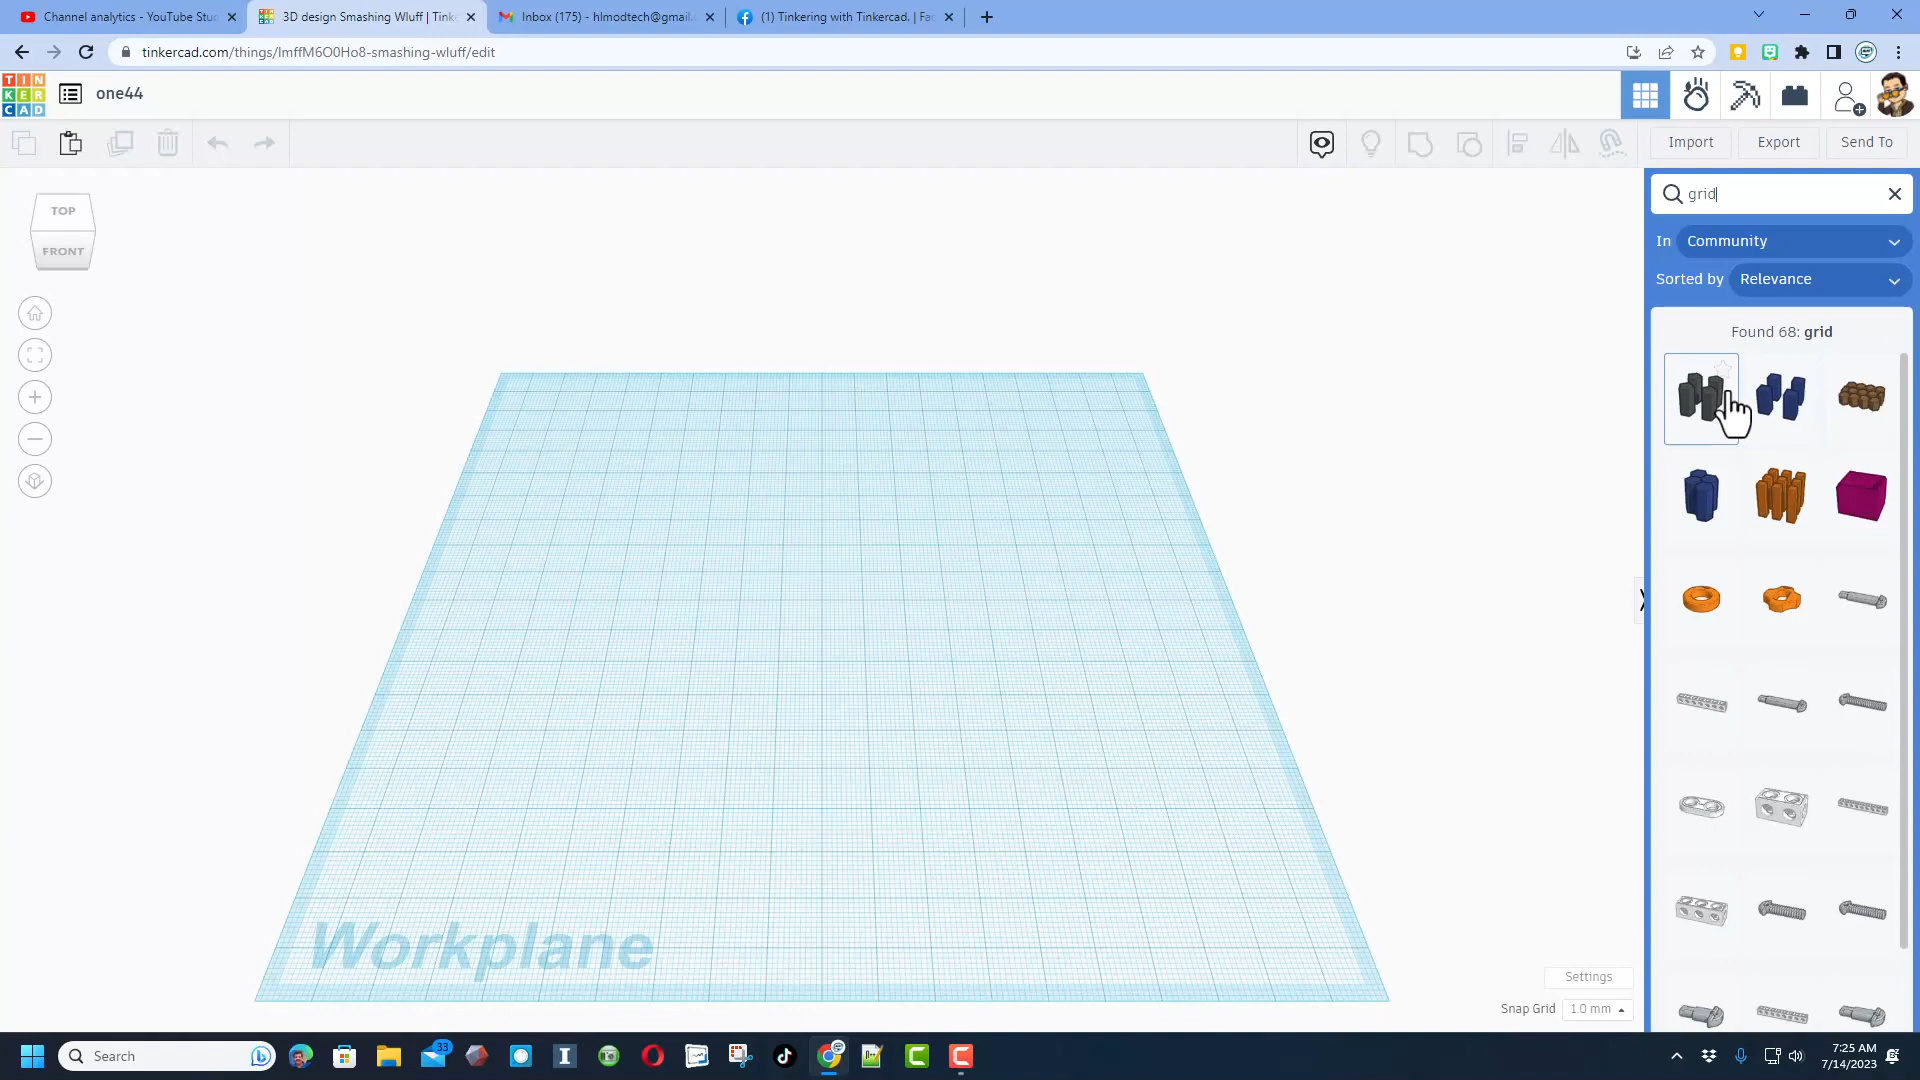 Channel analytics - YouTube Stu
3D design Smashing Wluff | Tink
Inbox (175) - hlmodtech@gmail.
(1) Tinkering with Tinkercad. | Fac
tinkercad.com/things/lmffM6O0Ho8-smashing-wluff/edit
TIN
KER
CAD
one44
Import
Export
Send To
TOP
FRONT
grid
In
Community
Sorted by
Relevance
Found 68: grid
Workplane
Settings
Snap Grid
1.0 mm
Search
33
7:25 AM
7/14/2023